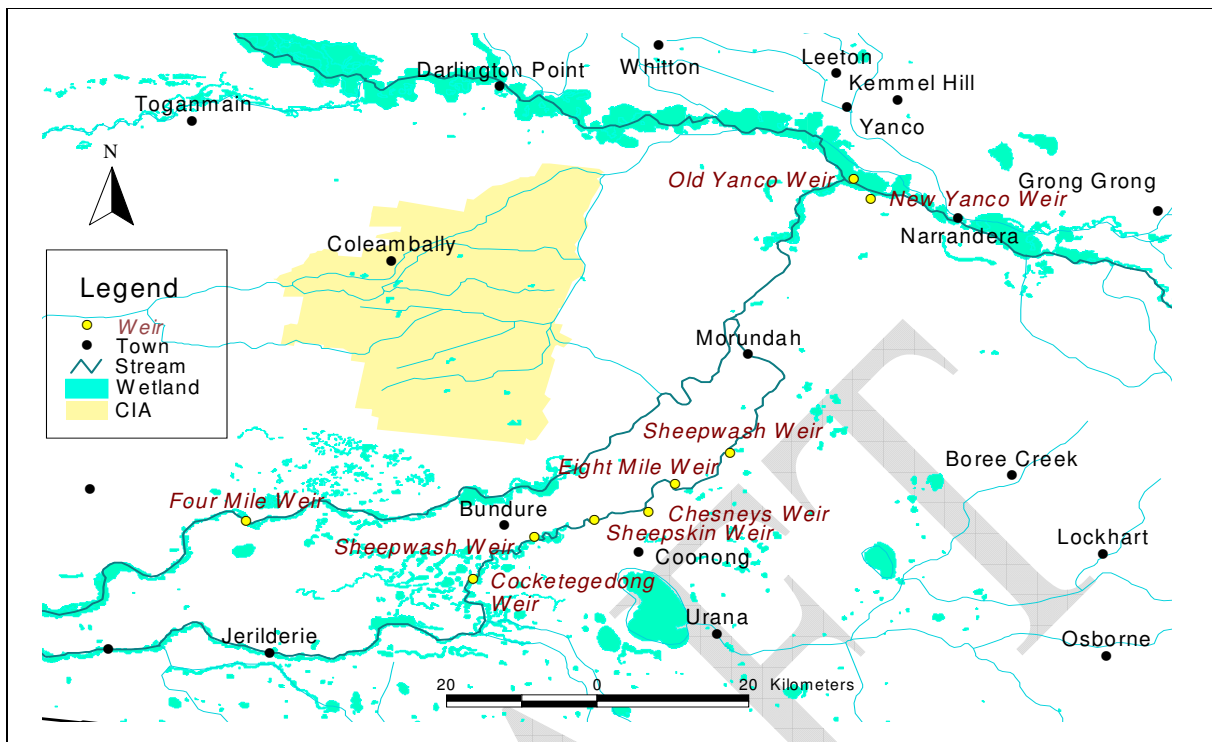 Darlington Point
Whitton
Leeton
Kemmel Hill
Toganmain
Yanco
N
Old Yanco Weir
Grong Grong
New Yanco Weir
Narrandera
Coleambally
Legend
Weir
Town
Stream
Wetland
CIA
Morundah
Sheepwash Weir
Eight Mile Weir
Boree Creek
Four Mile Weir
Bundure
Chesneys Weir
Sheepskin Weir
Sheepwash Weir
Coonong
Lockhart
Cocketegedong
Weir
Urana
Jerilderie
Osborne
20 0 20 Kilometers